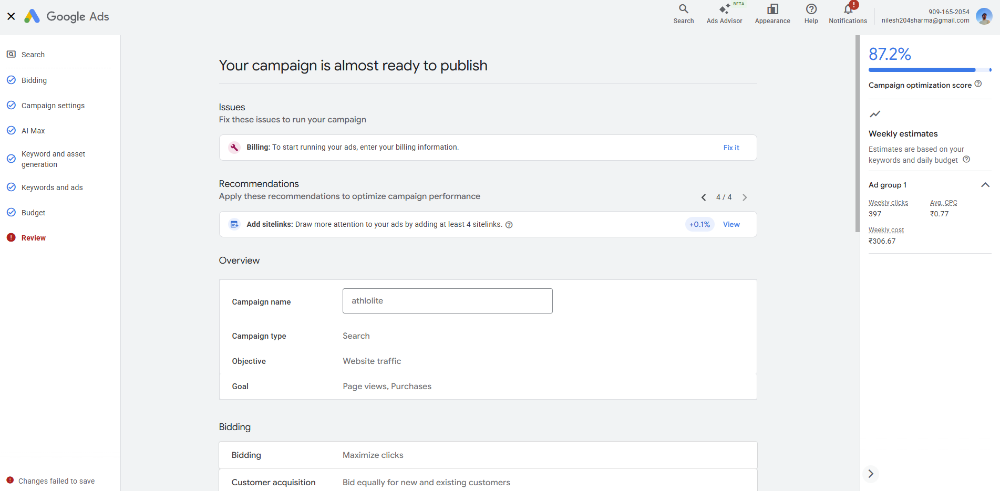 Google Ads
Search
BETA
Ads Advisor
Appearance
Help
!
Notifications
909-165-2054
nilesh204sharma@gmail.com
Search
Bidding
Campaign settings
AI Max
Keyword and asset
generation
Keywords and ads
Budget
! Review
! Changes failed to save
Your campaign is almost ready to publish
Issues
Fix these issues to run your campaign
Billing: To start running your ads, enter your billing information.
Fix it
Recommendations
Apply these recommendations to optimize campaign performance
4 / 4
Add sitelinks: Draw more attention to your ads by adding at least 4 sitelinks.
+0.1%
View
Overview
Campaign name
athlolite
Campaign type
Search
Objective
Website traffic
Goal
Page views, Purchases
Bidding
Bidding
Maximize clicks
Customer acquisition
Bid equally for new and existing customers
87.2%
Campaign optimization score
Weekly estimates
Estimates are based on your
keywords and daily budget
Ad group 1
Weekly clicks
397
Avg. CPC
₹0.77
Weekly cost
₹306.67